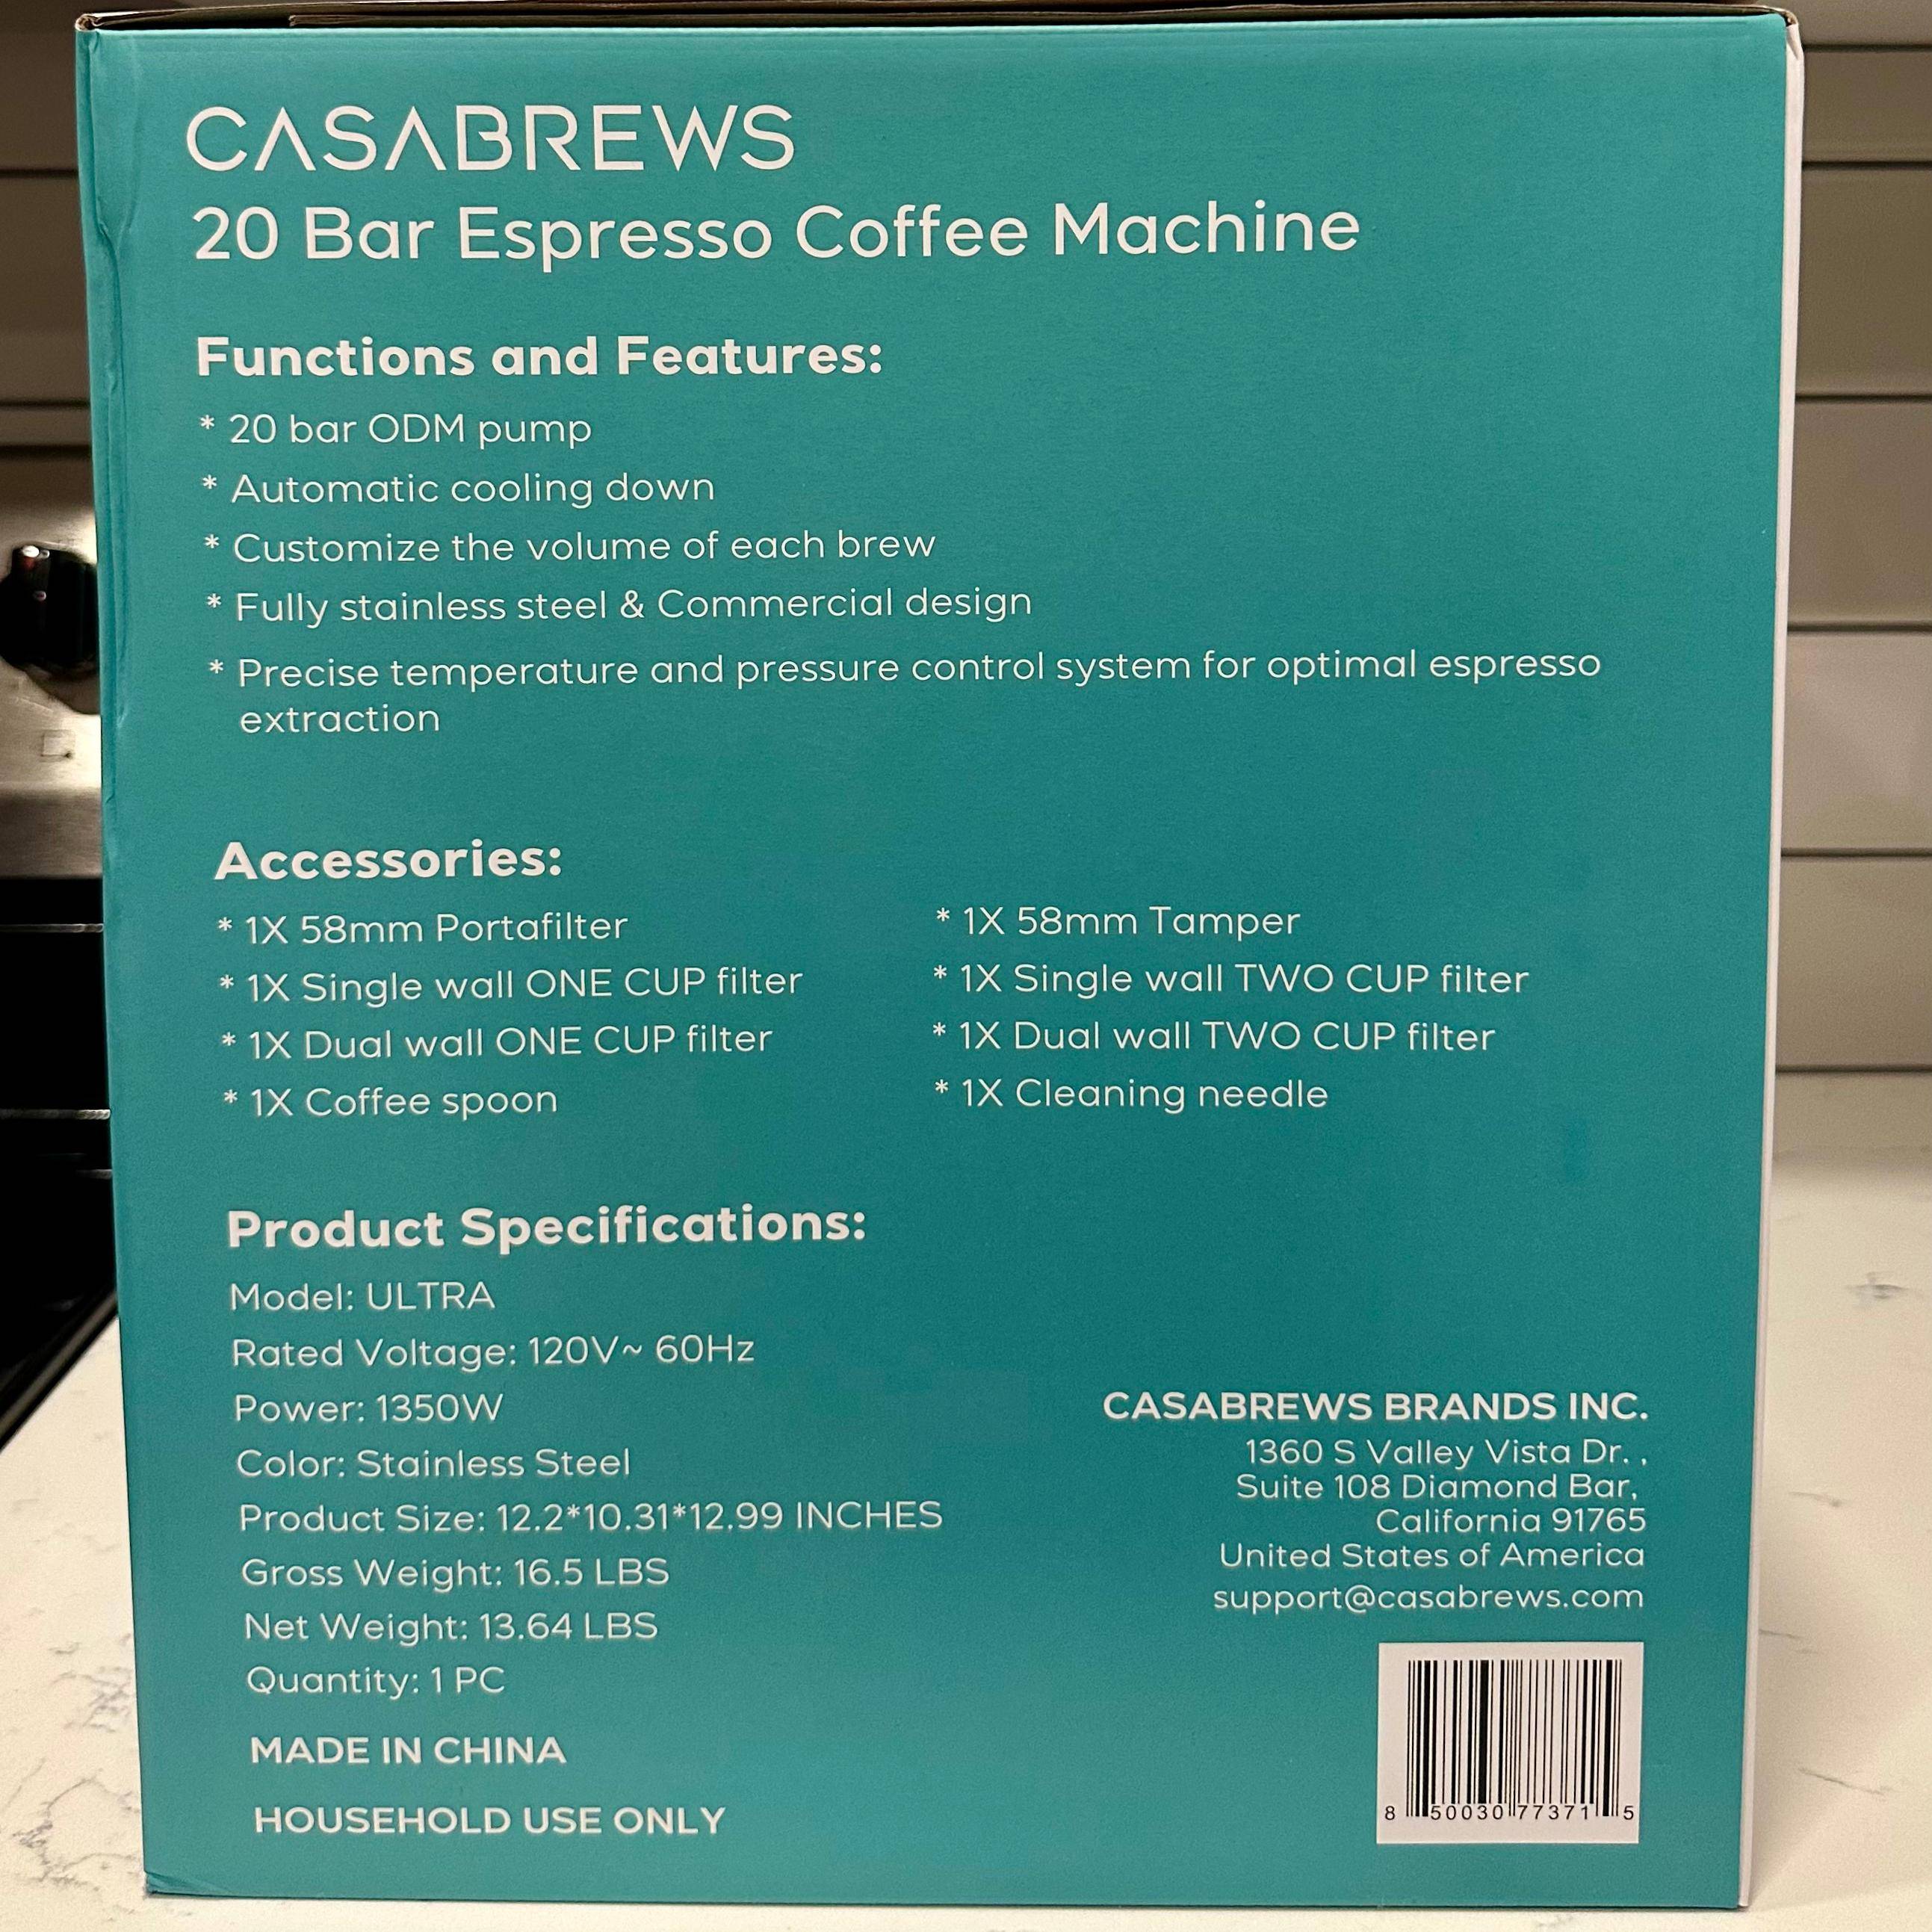 CASABREWS
20 Bar Espresso Coffee Machine
Functions and Features:
* 20 bar ODM pump
* Automatic cooling down
* Customize the volume of each brew
* Fully stainless steel & Commercial design
* Precise temperature and pressure control system for optimal espresso
extraction
Accessories:
* 1X 58mm Portafilter
* 1X Single wall ONE CUP filter
* 1X Dual wall ONE CUP filter
* 1X Coffee spoon
* 1X 58mm Tamper
* 1X Single wall TWO CUP filter
* 1X Dual wall TWO CUP filter
* 1X Cleaning needle
Product Specifications:
Model: ULTRA
Rated Voltage: 120V~ 60Hz
Power: 1350W
Color: Stainless Steel
Product Size: 12.2*10.31*12.99 INCHES
Gross Weight: 16.5 LBS
Net Weight: 13.64 LBS
Quantity: 1 PC
MADE IN CHINA
HOUSEHOLD USE ONLY
CASABREWS BRANDS INC.
1360 S Valley Vista Dr. ,
Suite 108 Diamond Bar,
California 91765
United States of America
support@casabrews.com
8 50030 77371 5